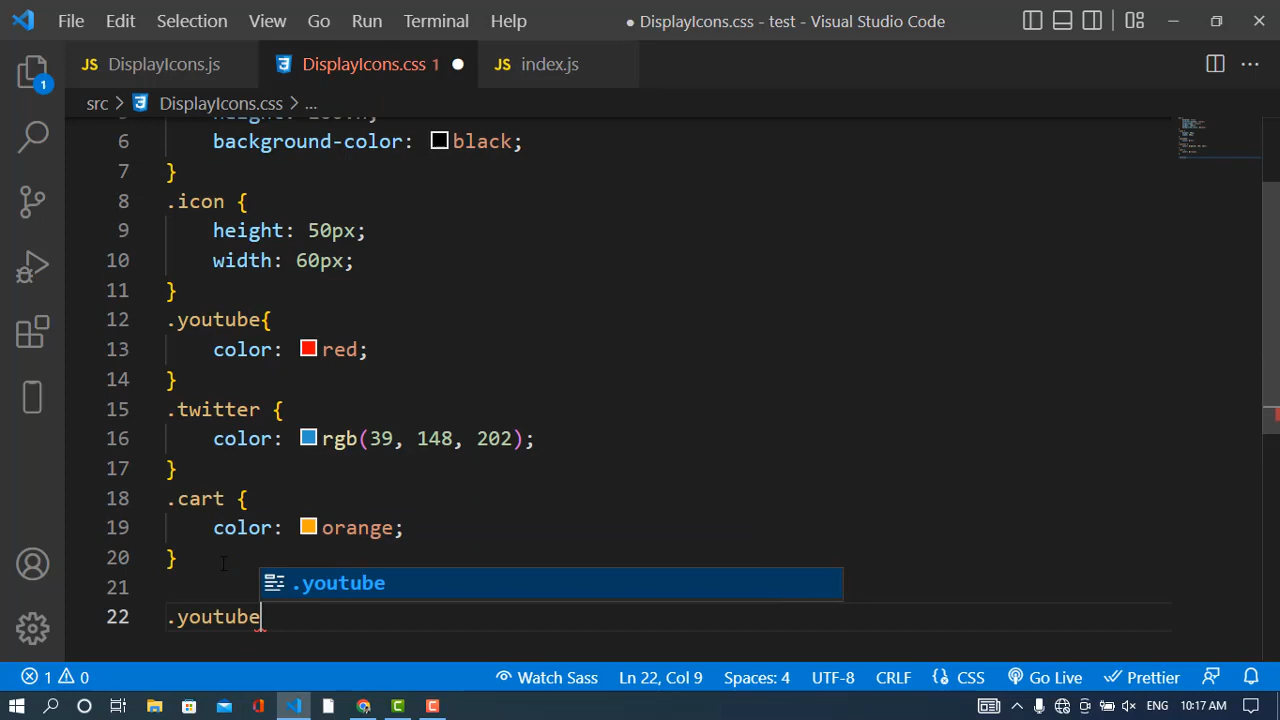 File Edit Selection View Go Run Terminal Help ● DisplayIcons.css - test - Visual Studio Code
JS DisplayIcons.js DisplayIcons.css 1 JS index.js
src > DisplayIcons.css > ...
6 background-color: black;
7 }
8 .icon {
9 height: 50px;
10 width: 60px;
11 }
12 .youtube{
13 color: red;
14 }
15 .twitter {
16 color: rgb(39, 148, 202);
17 }
18 .cart {
19 color: orange;
20 }
21
.youtube
22 .youtube
1
1 0 Watch Sass Ln 22, Col 9 Spaces: 4 UTF-8 CRLF CSS Go Live Prettier
ENG 10:17 AM